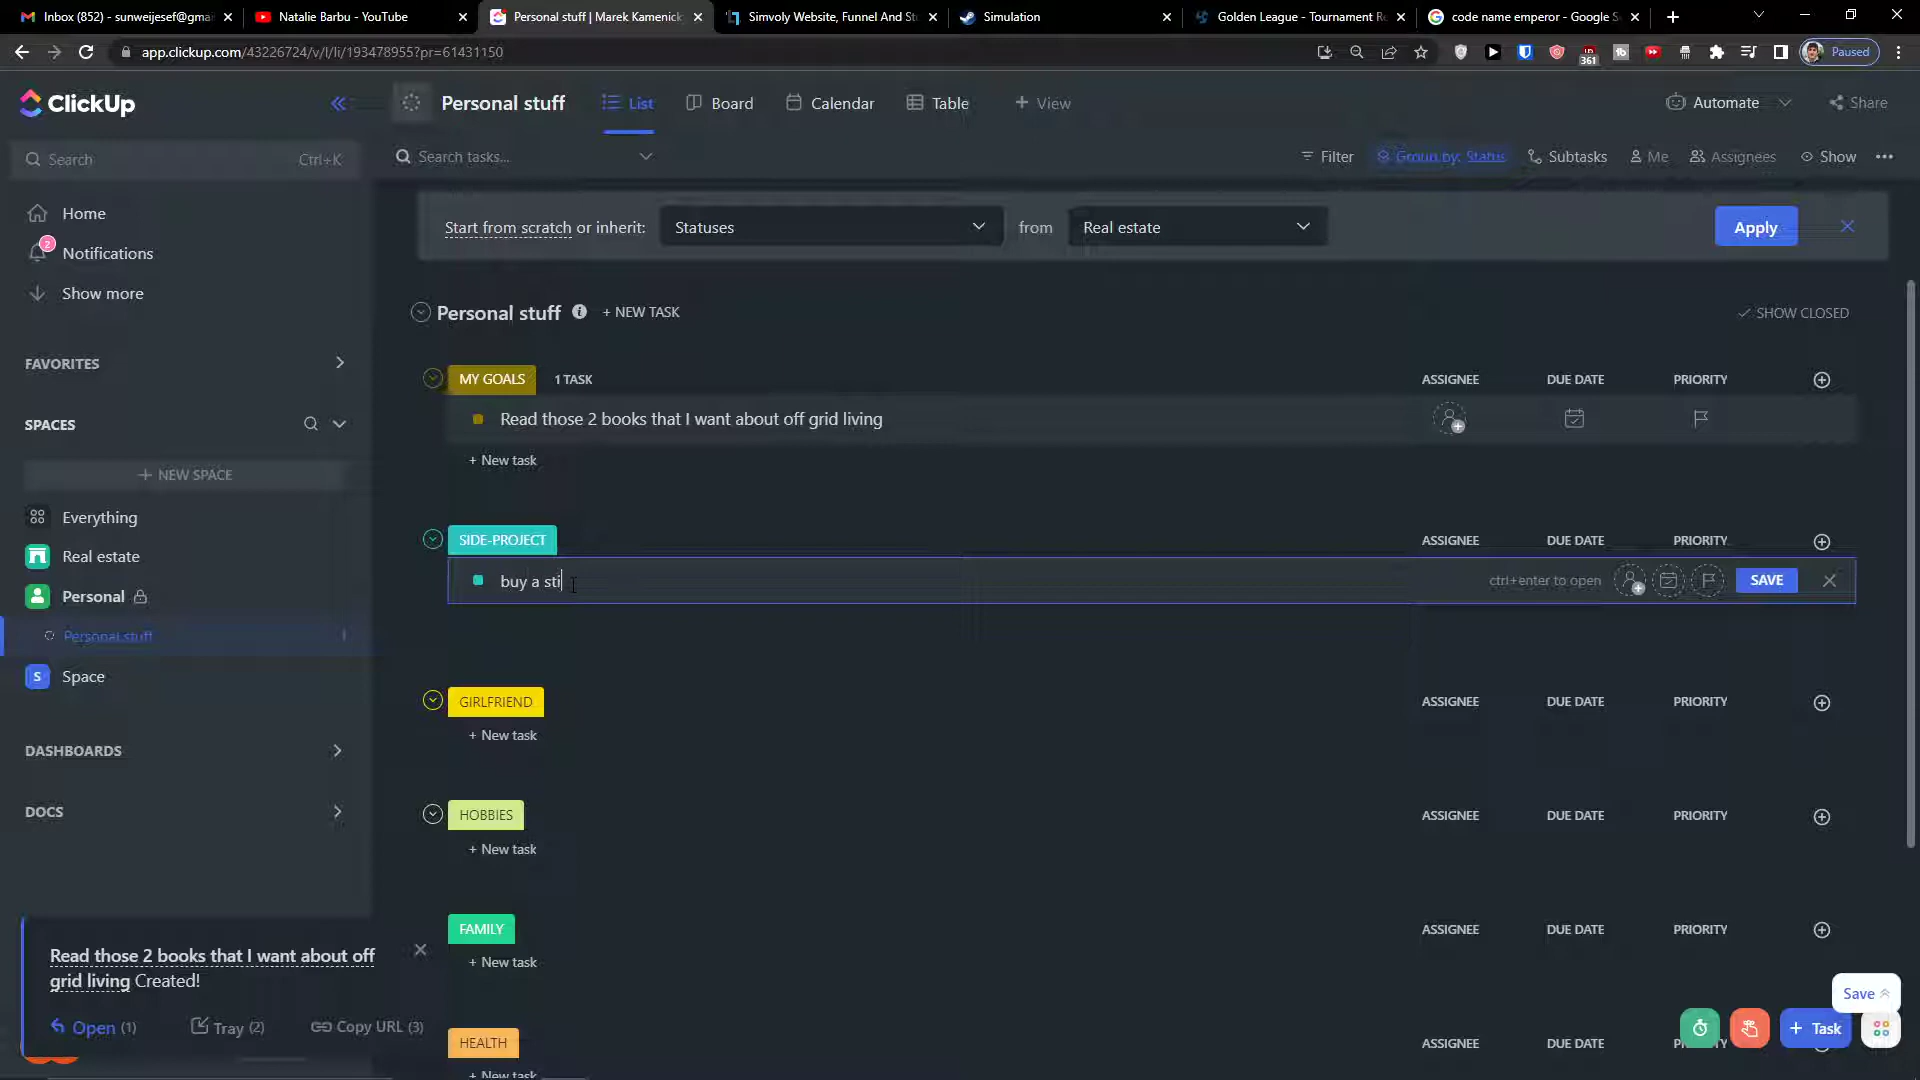 Inbox (852) - sunweijesef@gmai
Natalie Barbu - YouTube
Personal stuff | Marek Kamenick
Simvoly Website, Funnel And St
Simulation
Golden League - Tournament R
code name emperor - Google S
app.clickup.com/43226724/v/l/li/193478955?pr=61431150
361
Paused
ClickUp
Personal stuff
List
Board
Calendar
Table
+ View
Automate
Share
Search
Ctrl+K
Search tasks...
Filter
Group by: Status
Subtasks
Me
Assignees
Show
Home
2
Notifications
Show more
Start from scratch or inherit:
Statuses
from
Real estate
Apply
FAVORITES
SPACES
+ NEW SPACE
Everything
Real estate
Personal
Personal stuff
S
Space
DASHBOARDS
DOCS
Personal stuff
+ NEW TASK
SHOW CLOSED
MY GOALS
1 TASK
ASSIGNEE
DUE DATE
PRIORITY
Read those 2 books that I want about off grid living
+ New task
SIDE-PROJECT
ASSIGNEE
DUE DATE
PRIORITY
buy a sti
ctrl+enter to open
SAVE
GIRLFRIEND
ASSIGNEE
DUE DATE
PRIORITY
+ New task
HOBBIES
ASSIGNEE
DUE DATE
PRIORITY
+ New task
FAMILY
ASSIGNEE
DUE DATE
PRIORITY
+ New task
HEALTH
ASSIGNEE
DUE DATE
+ New task
Read those 2 books that I want about off
grid living Created!
Open (1)
Tray (2)
Copy URL (3)
Save
+ Task